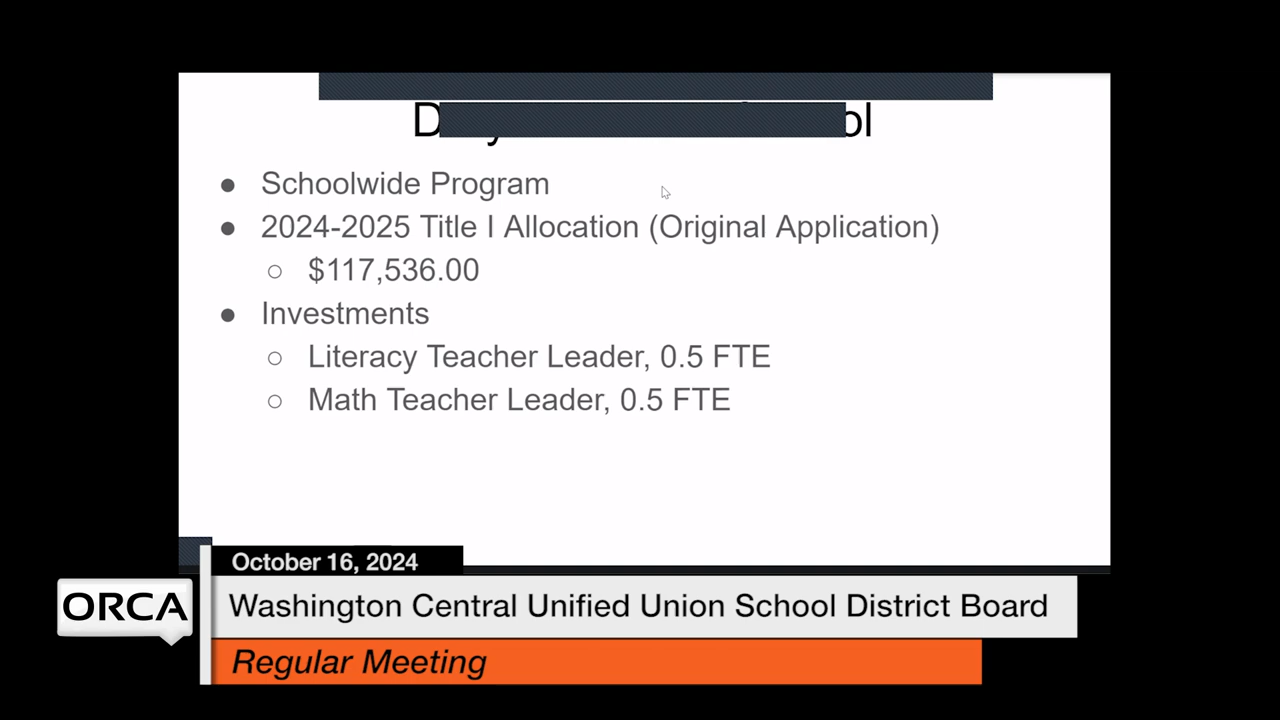 Schoolwide Program
2024-2025 Title I Allocation (Original Application)
$117,536.00
Investments
Literacy Teacher Leader, 0.5 FTE
Math Teacher Leader, 0.5 FTE
October 16, 2024
ORCA
Washington Central Unified Union School District Board
Regular Meeting